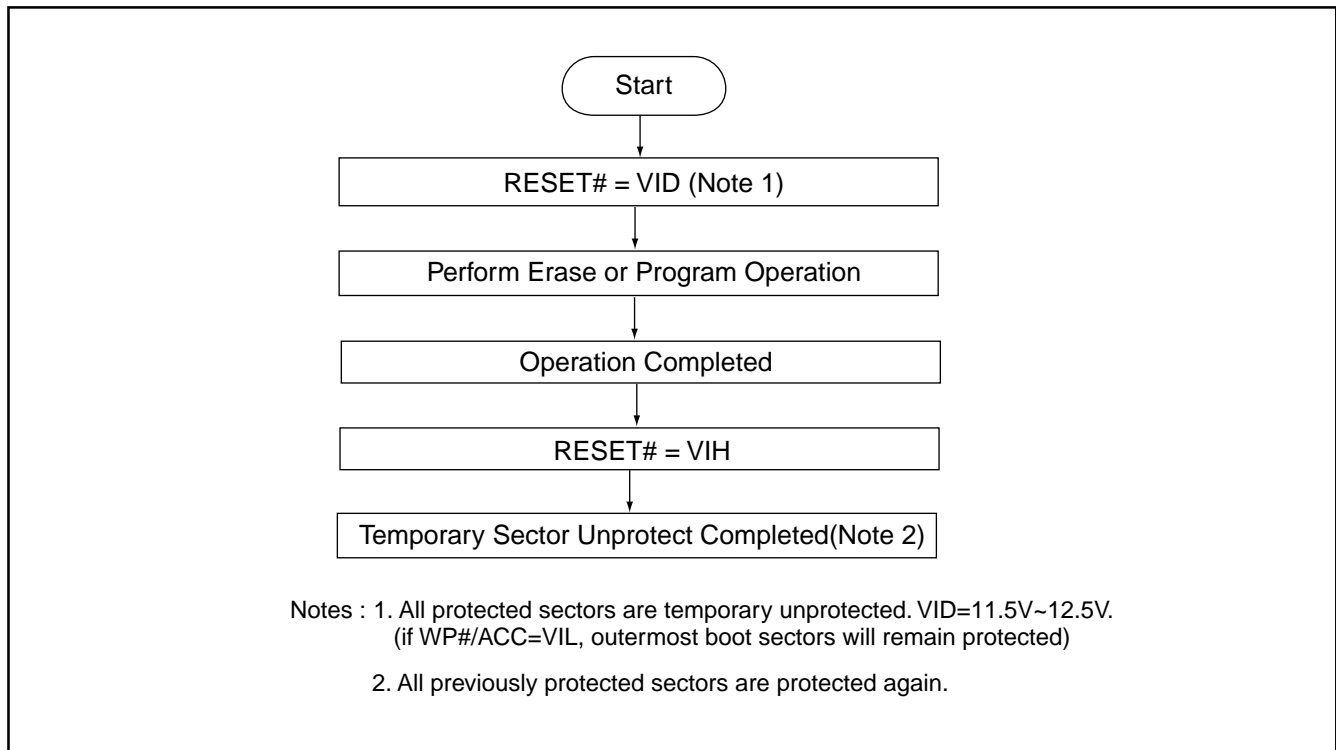 Start
RESET# = VID (Note 1)
Perform Erase or Program Operation
Operation Completed
RESET# = VIH
Temporary Sector Unprotect Completed(Note 2)
Notes : 1. All protected sectors are temporary unprotected. VID=11.5V~12.5V.
(if WP#/ACC=VIL, outermost boot sectors will remain protected)
2. All previously protected sectors are protected again.